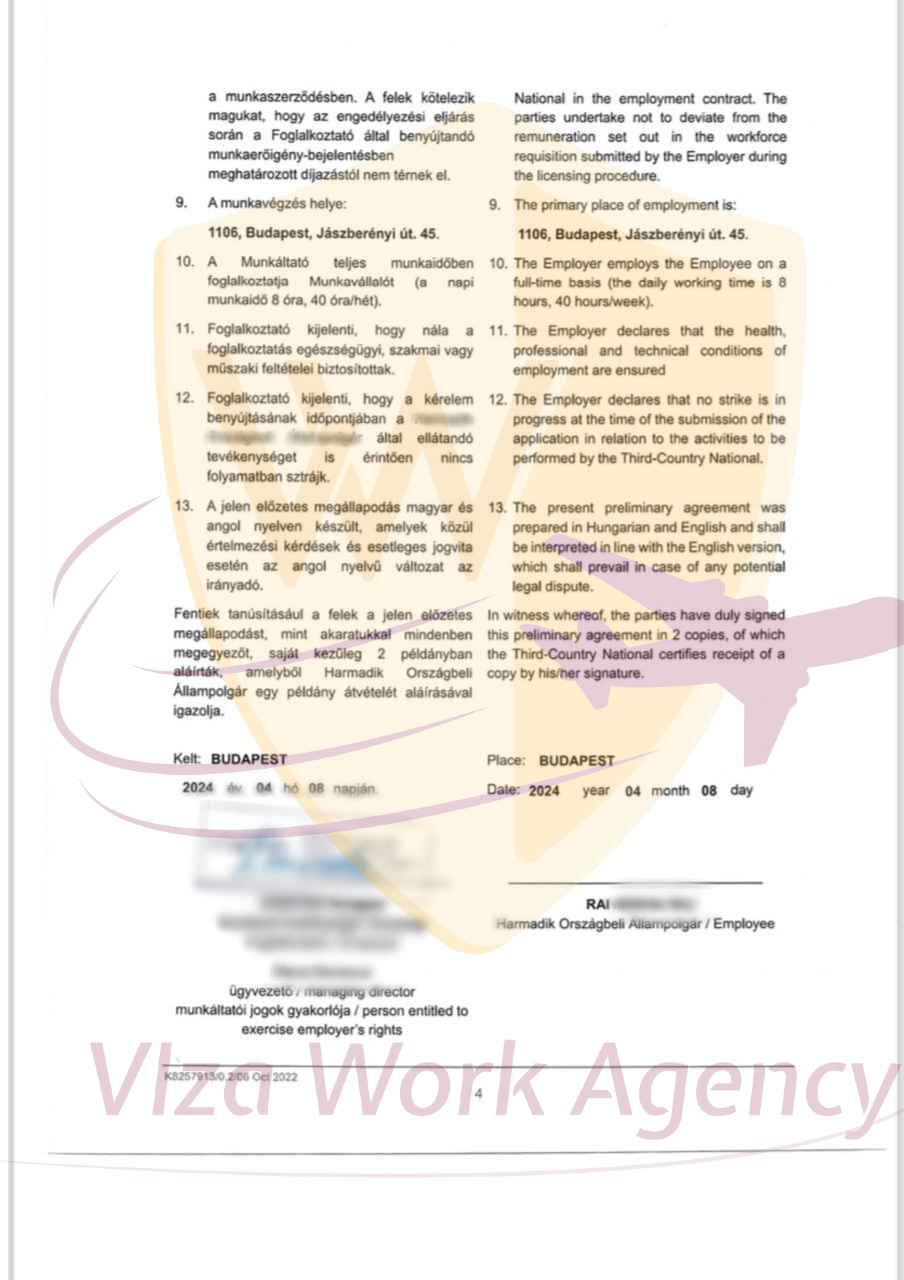 a munkaszerződésben. A felek kötelezik
magukat, hogy az engedélyezési eljárás
során a Foglalkoztató által benyújtandó
munkaerőigény-bejelentésben
meghatározott díjazástól nem térnek el.
9. A munkavégzés helye:
1106, Budapest, Jászberényi út. 45.
10. A Munkáltató teljes munkaidőben
foglalkoztatja Munkavállalót (a napi
munkaidő 8 óra, 40 óra/hét).
11. Foglalkoztató kijelenti, hogy nála a
foglalkoztatás egészségügyi, szakmai vagy
műszaki feltételei biztosítottak.
12. Foglalkoztató kijelenti, hogy a kérelem
benyújtásának időpontjában a
által ellátandó
tevékenységet is érintően nincs
folyamatban sztrájk.
13. A jelen előzetes megállapodás magyar és
angol nyelven készült, amelyek közül
értelmezési kérdések és esetleges jogvita
esetén az angol nyelvű változat az
irányadó.
Fentiek tanúsításául a felek a jelen előzetes
megállapodást, mint akaratukkal mindenben
megegyezőt, saját kezűleg 2 példányban
aláírták, amelyből Harmadik Országbeli
Állampolgár egy példány átvételét aláírásával
igazolja.
Kelt: BUDAPEST
2024 év. 04 hó 08 napján.
ügyvezető / managing director
munkáltatói jogok gyakorlója / person entitled to
exercise employer's rights
National in the employment contract. The
parties undertake not to deviate from the
remuneration set out in the workforce
requisition submitted by the Employer during
the licensing procedure.
9. The primary place of employment is:
1106, Budapest, Jászberényi út. 45.
10. The Employer employs the Employee on a
full-time basis (the daily working time is 8
hours, 40 hours/week).
11. The Employer declares that the health,
professional and technical conditions of
employment are ensured
12. The Employer declares that no strike is in
progress at the time of the submission of the
application in relation to the activities to be
performed by the Third-Country National.
13. The present preliminary agreement was
prepared in Hungarian and English and shall
be interpreted in line with the English version,
which shall prevail in case of any potential
legal dispute.
In witness whereof, the parties have duly signed
this preliminary agreement in 2 copies, of which
the Third-Country National certifies receipt of a
copy by his/her signature.
Place: BUDAPEST
Date: 2024 year 04 month 08 day
RAI
Harmadik Országbeli Állampolgár / Employee
K8257913/0.2/06 Oct 2022
4
VIza Work Agency